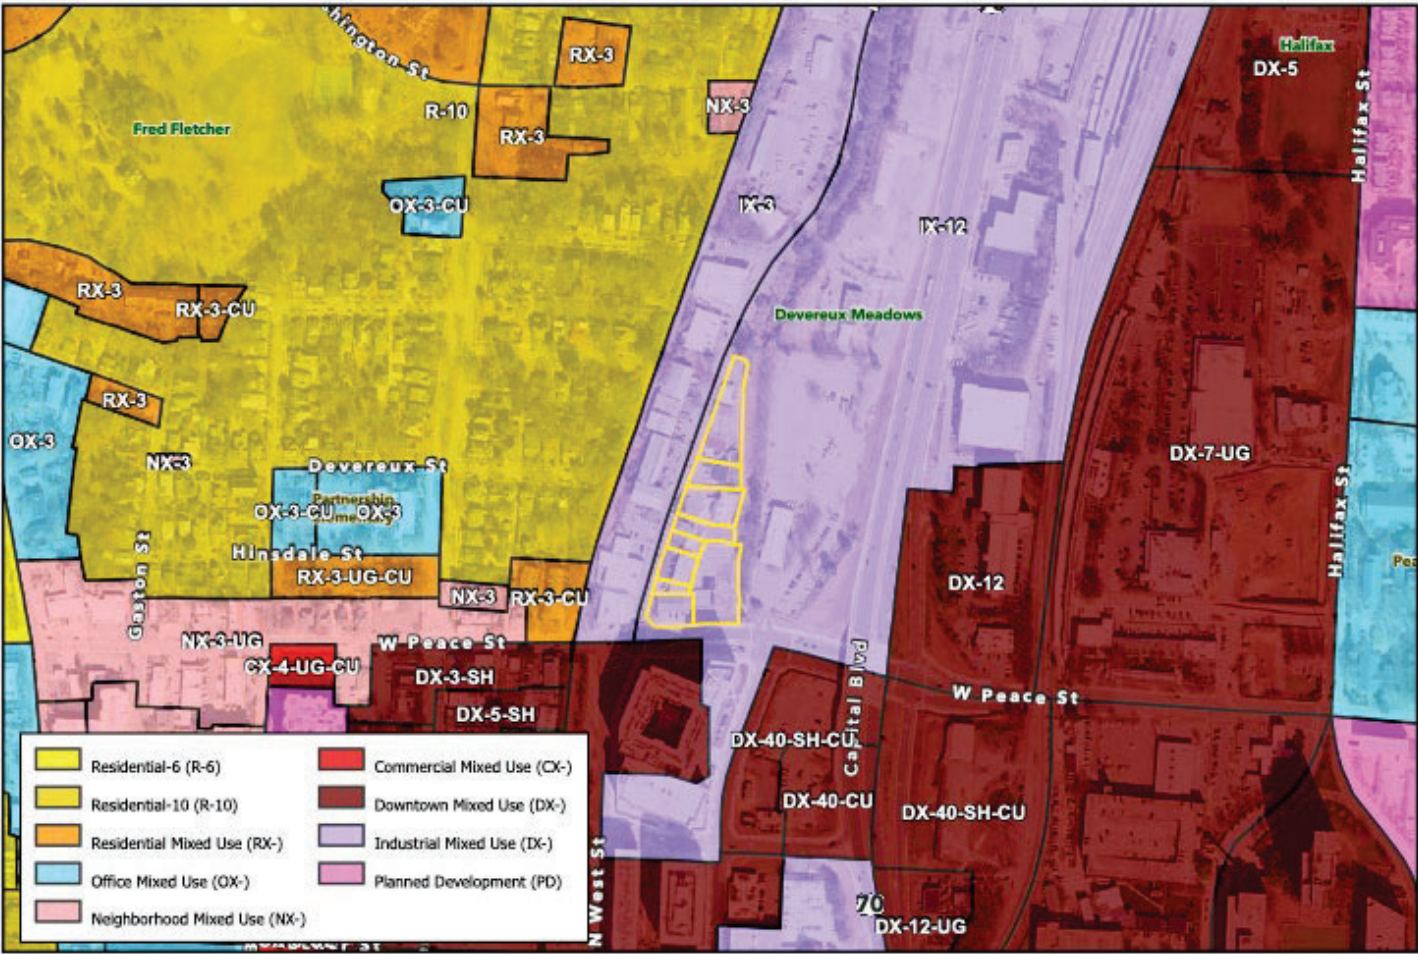 hington St
RX-3
Halifax
DX-5
R-10
NX-3
Halifax St
Fred Fletcher
RX-3
OX-3-CU
IX-3
IX-12
RX-3
RX-3-CU
Devereux Meadows
RX-3
OX-3
NX-3
Devereux St
DX-7-UG
Partnership
Elementary
OX-3-CU
OX-3
Halifax St
Gaston St
Hinsdale St
RX-3-UG-CU
DX-12
Pea
NX-3
RX-3-CU
NX-3-UG
W Peace St
CX-4-UG-CU
DX-3-SH
Capital Blvd
W Peace St
DX-5-SH
DX-40-SH-CU
DX-40-CU
DX-40-SH-CU
Residential-6 (R-6)
Residential-10 (R-10)
Residential Mixed Use (RX-)
Office Mixed Use (OX-)
Neighborhood Mixed Use (NX-)
Commercial Mixed Use (CX-)
Downtown Mixed Use (DX-)
Industrial Mixed Use (IX-)
Planned Development (PD)
N West St
70
DX-12-UG